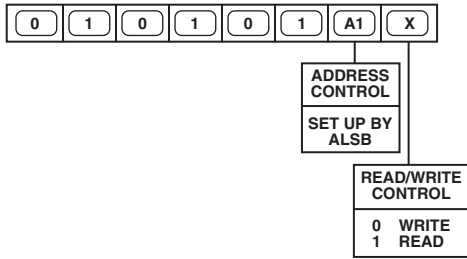 0 1 0 1 0 1 A1 X
ADDRESS
CONTROL
SET UP BY
ALSB
READ/WRITE
CONTROL
0 WRITE
1 READ